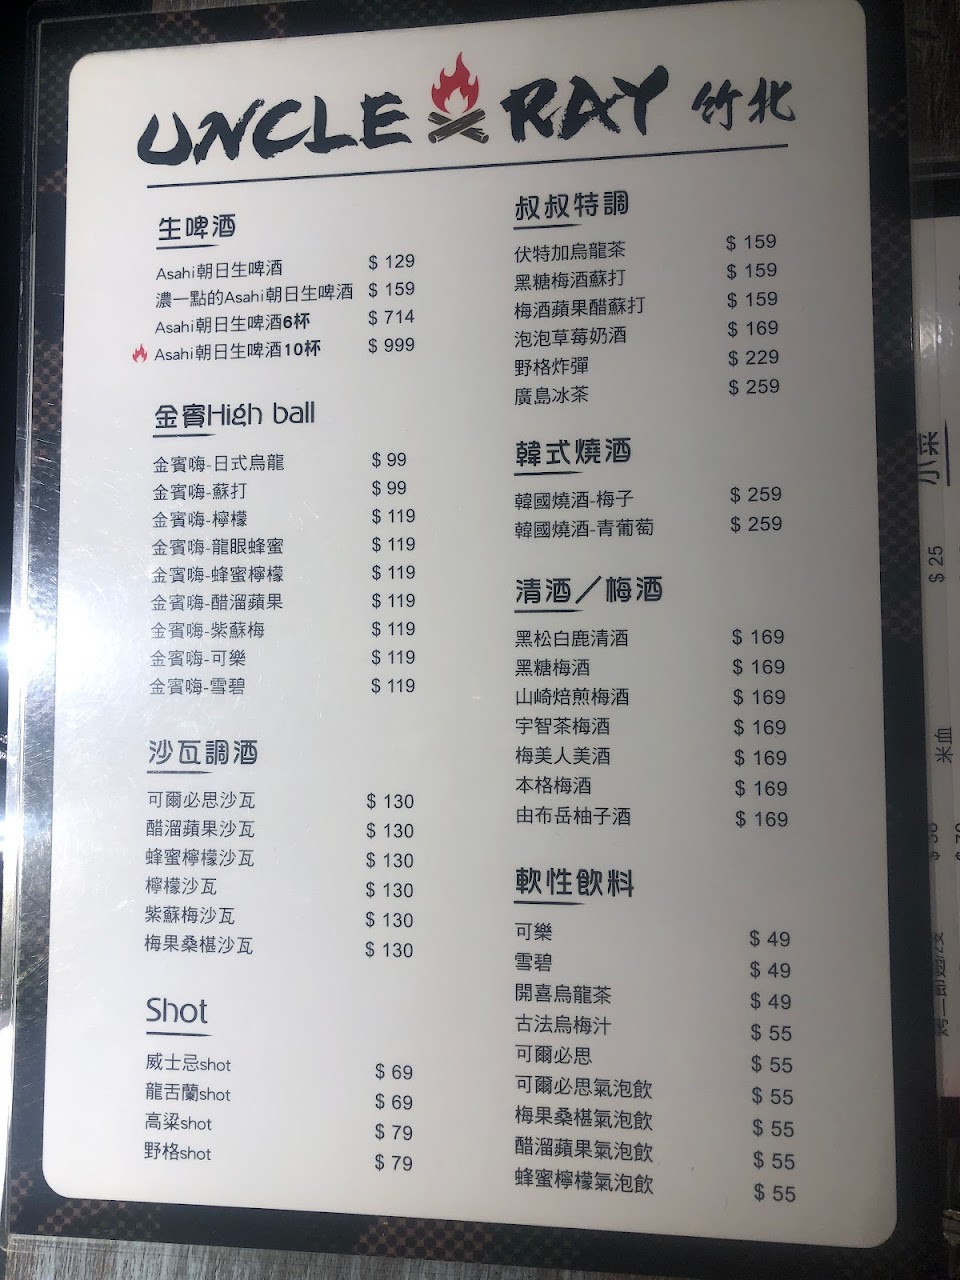 UNCLE RAY 竹北
生啤酒
Asahi朝日生啤酒 $ 129
濃一點的Asahi朝日生啤酒 $ 159
Asahi朝日生啤酒6杯 $ 714
Asahi朝日生啤酒10杯 $ 999
金賓High ball
金賓嗨-日式烏龍 $ 99
金賓嗨-蘇打 $ 99
金賓嗨-檸檬 $ 119
金賓嗨-龍眼蜂蜜 $ 119
金賓嗨-蜂蜜檸檬 $ 119
金賓嗨-醋溜蘋果 $ 119
金賓嗨-紫蘇梅 $ 119
金賓嗨-可樂 $ 119
金賓嗨-雪碧 $ 119
沙瓦調酒
可爾必思沙瓦 $ 130
醋溜蘋果沙瓦 $ 130
蜂蜜檸檬沙瓦 $ 130
檸檬沙瓦 $ 130
紫蘇梅沙瓦 $ 130
梅果桑椹沙瓦 $ 130
Shot
威士忌shot $ 69
龍舌蘭shot $ 69
高粱shot $ 79
野格shot $ 79
叔叔特調
伏特加烏龍茶 $ 159
黑糖梅酒蘇打 $ 159
梅酒蘋果醋蘇打 $ 159
泡泡草莓奶酒 $ 169
野格炸彈 $ 229
廣島冰茶 $ 259
韓式燒酒
韓國燒酒-梅子 $ 259
韓國燒酒-青葡萄 $ 259
清酒／梅酒
黑松白鹿清酒 $ 169
黑糖梅酒 $ 169
山崎焙煎梅酒 $ 169
宇智茶梅酒 $ 169
梅美人美酒 $ 169
本格梅酒 $ 169
由布岳柚子酒 $ 169
軟性飲料
可樂 $ 49
雪碧 $ 49
開喜烏龍茶 $ 49
古法烏梅汁 $ 55
可爾必思 $ 55
可爾必思氣泡飲 $ 55
梅果桑椹氣泡飲 $ 55
醋溜蘋果氣泡飲 $ 55
蜂蜜檸檬氣泡飲 $ 55
小菜
$ 25
米血